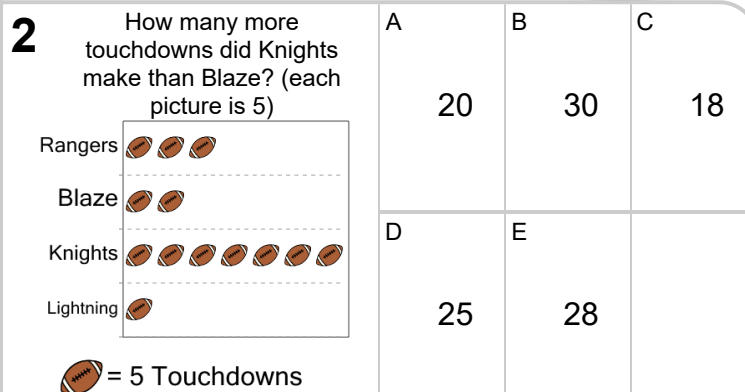 2
How many more
touchdowns did Knights
make than Blaze? (each
picture is 5)
Rangers
Blaze
Knights
Lightning
= 5 Touchdowns
A
20
B
30
C
18
D
25
E
28